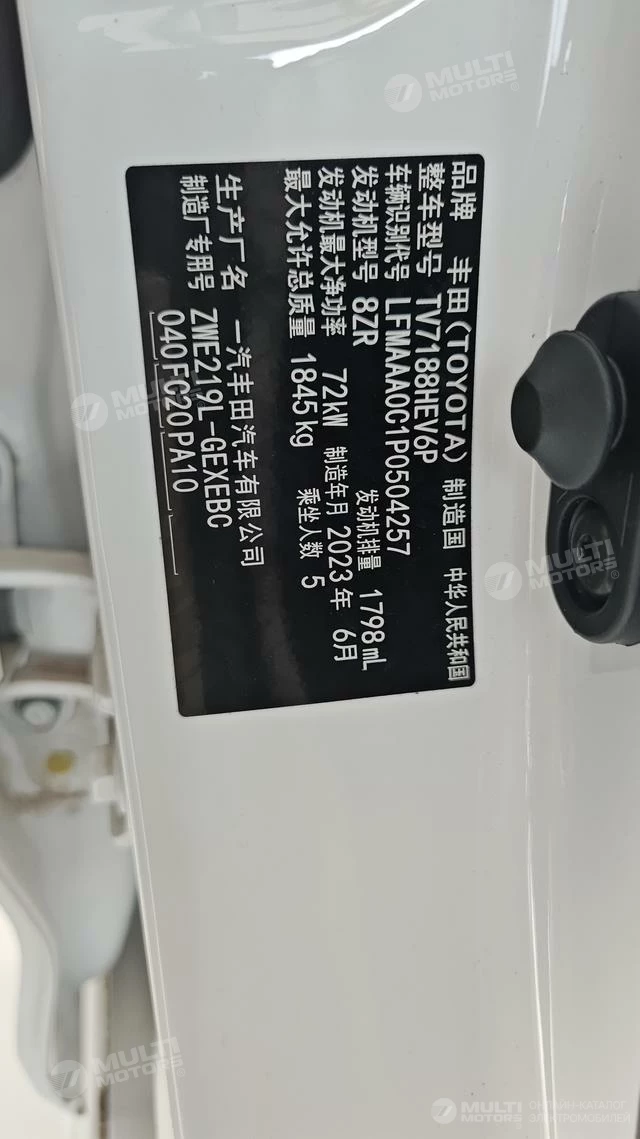 品牌 丰田(TOYOTA) 制造国 中华人民共和国
整车型号 TV7188HEV6P
车辆识别代号 LFMAAA0C1P0504257
发动机型号 8ZR 发动机排量 1798mL
发动机最大净功率 72kW 制造年月 2023年 6月
最大允许总质量 1845kg 乘坐人数 5
生产厂名 一汽丰田汽车有限公司
制造厂专用号 ZWE219L-GEXEBC
040FC20PA10
MULTI MOTORS®
MULTI MOTORS
MULTI MOTORS
MULTI MOTORS
MULTI MOTORS ОНЛАЙН-КАТАЛОГ ЭЛЕКТРОМОБИЛЕЙ